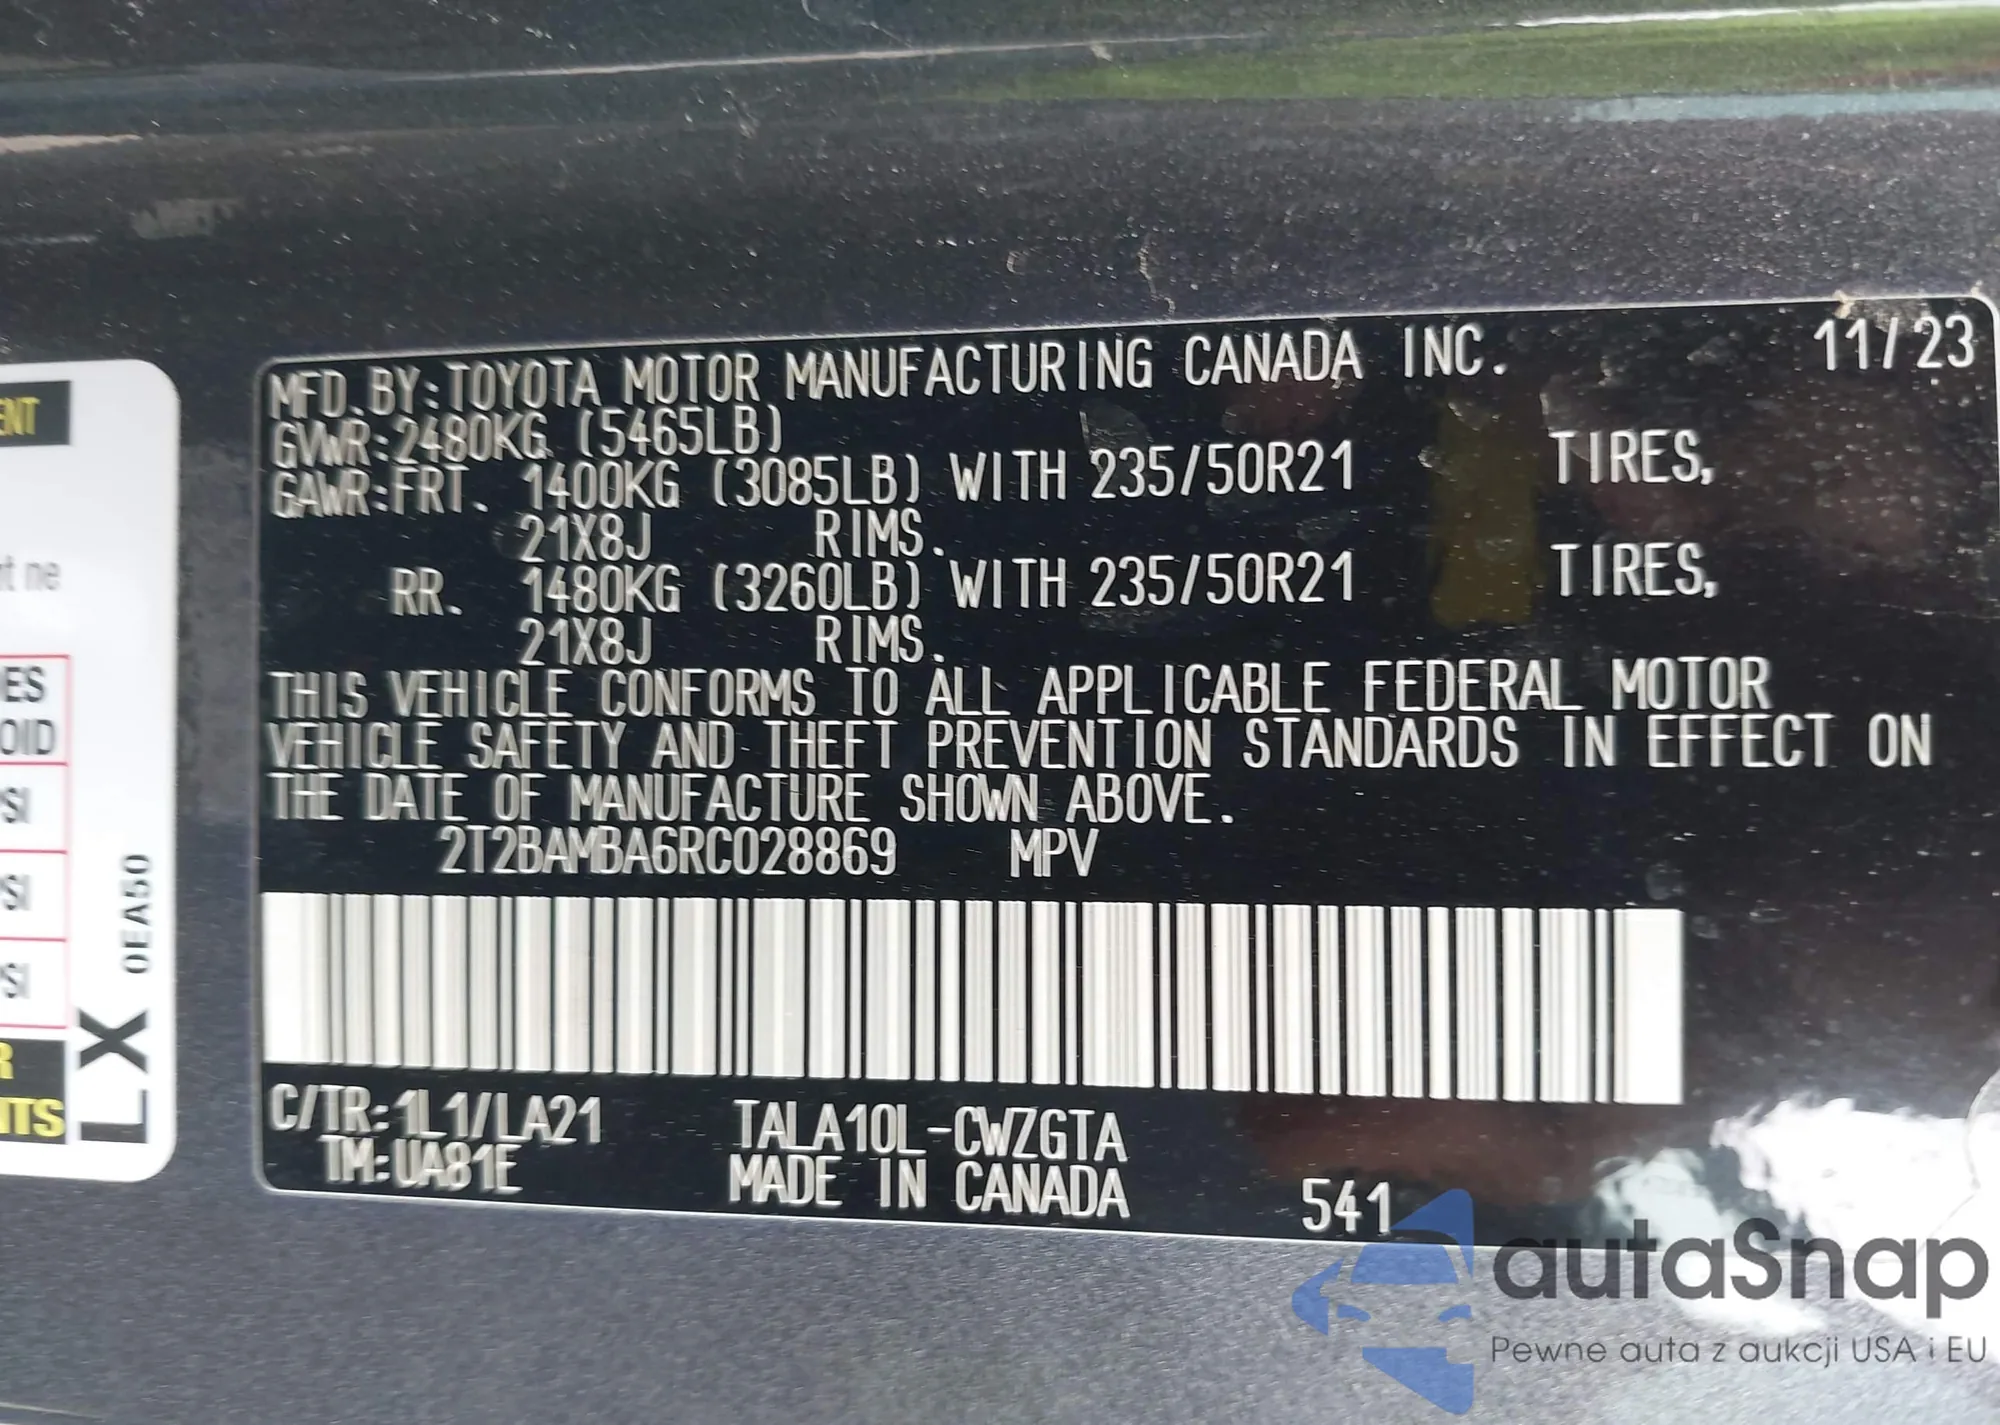 MFD. BY: TOYOTA MOTOR MANUFACTURING CANADA INC. 11/23
GVWR: 2480KG (5465LB)
GAWR: FRT. 1400KG (3085LB) WITH 235/50R21 TIRES,
21X8J RIMS.
RR. 1480KG (3260LB) WITH 235/50R21 TIRES,
21X8J RIMS.
THIS VEHICLE CONFORMS TO ALL APPLICABLE FEDERAL MOTOR
VEHICLE SAFETY AND THEFT PREVENTION STANDARDS IN EFFECT ON
THE DATE OF MANUFACTURE SHOWN ABOVE.
2T2BAMBA6RC028869 MPV
C/TR: 1L1/LA21 TALA10L-CWZGTA
TM: UA81E MADE IN CANADA 541
LX 0EA50
autaSnap
Pewne auta z aukcji USA i EU